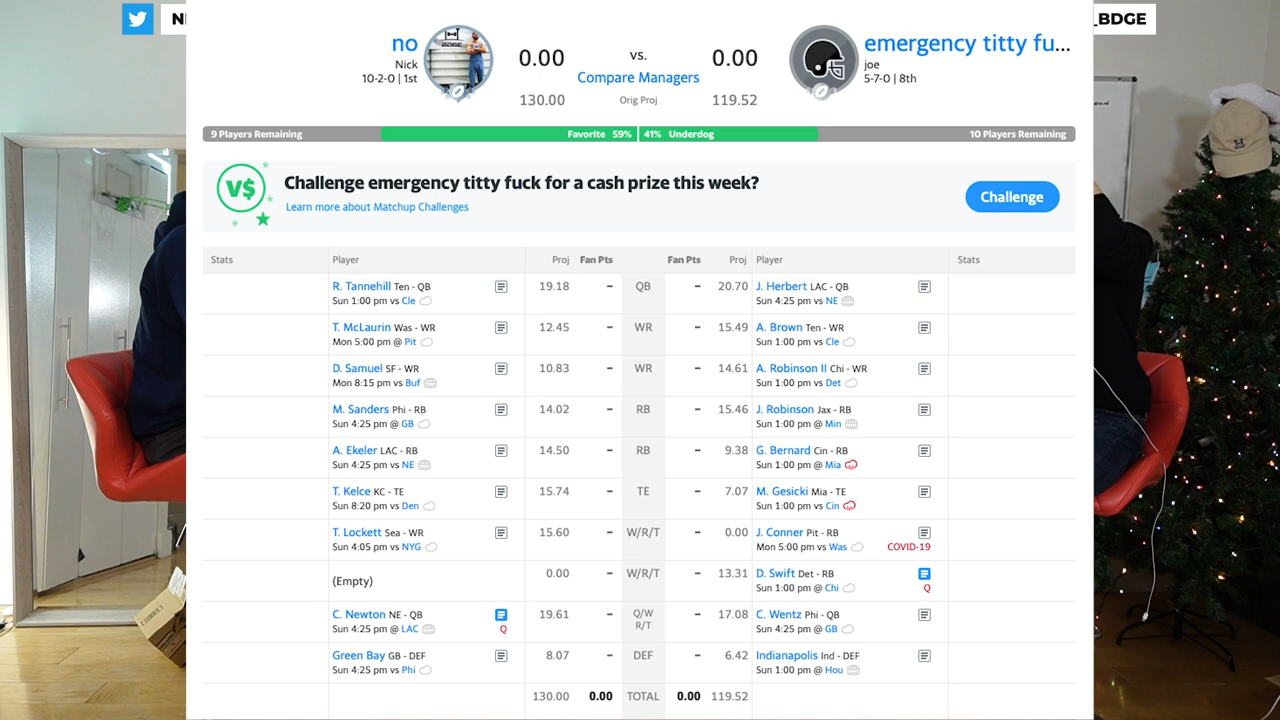 NI
_BDGE
no
Nick
10-2-0 | 1st
BDGE
0.00
130.00
vs.
Compare Managers
Orig Proj
0.00
119.52
emergency titty fu...
joe
5-7-0 | 8th
9 Players Remaining
Favorite 59%
41% Underdog
10 Players Remaining
V$
Challenge emergency titty fuck for a cash prize this week?
Learn more about Matchup Challenges
Challenge
Stats Player Proj Fan Pts Fan Pts Proj Player Stats
R. Tannehill Ten - QB 19.18 – QB – 20.70 J. Herbert LAC - QB
Sun 1:00 pm vs Cle Sun 4:25 pm vs NE
T. McLaurin Was - WR 12.45 – WR – 15.49 A. Brown Ten - WR
Mon 5:00 pm @ Pit Sun 1:00 pm vs Cle
D. Samuel SF - WR 10.83 – WR – 14.61 A. Robinson II Chi - WR
Mon 8:15 pm vs Buf Sun 1:00 pm vs Det
M. Sanders Phi - RB 14.02 – RB – 15.46 J. Robinson Jax - RB
Sun 4:25 pm @ GB Sun 1:00 pm @ Min
A. Ekeler LAC - RB 14.50 – RB – 9.38 G. Bernard Cin - RB
Sun 4:25 pm vs NE Sun 1:00 pm @ Mia
T. Kelce KC - TE 15.74 – TE – 7.07 M. Gesicki Mia - TE
Sun 8:20 pm vs Den Sun 1:00 pm vs Cin
T. Lockett Sea - WR 15.60 – W/R/T – 0.00 J. Conner Pit - RB
Sun 4:05 pm vs NYG Mon 5:00 pm vs Was COVID-19
(Empty) 0.00 – W/R/T – 13.31 D. Swift Det - RB
Sun 1:00 pm @ Chi Q
C. Newton NE - QB 19.61 – Q/W R/T – 17.08 C. Wentz Phi - QB
Sun 4:25 pm @ LAC Q Sun 4:25 pm @ GB
Green Bay GB - DEF 8.07 – DEF – 6.42 Indianapolis Ind - DEF
Sun 4:25 pm vs Phi Sun 1:00 pm @ Hou
130.00 0.00 TOTAL 0.00 119.52